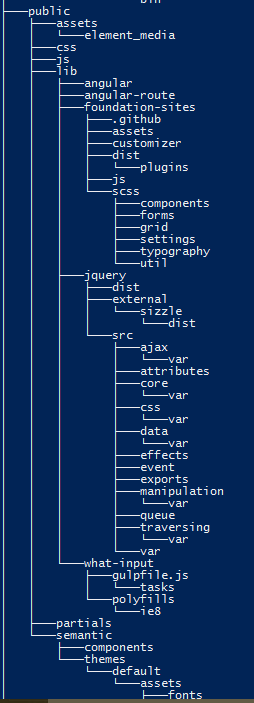 bin
├───public
│   ├───assets
│   │   └───element_media
│   ├───css
│   ├───js
│   ├───lib
│   │   ├───angular
│   │   ├───angular-route
│   │   ├───foundation-sites
│   │   │   ├───.github
│   │   │   ├───assets
│   │   │   ├───customizer
│   │   │   ├───dist
│   │   │   │   └───plugins
│   │   │   ├───js
│   │   │   └───scss
│   │   │       ├───components
│   │   │       ├───forms
│   │   │       ├───grid
│   │   │       ├───settings
│   │   │       ├───typography
│   │   │       └───util
│   │   ├───jquery
│   │   │   ├───dist
│   │   │   ├───external
│   │   │   │   └───sizzle
│   │   │   │       └───dist
│   │   │   └───src
│   │   │       ├───ajax
│   │   │       │   └───var
│   │   │       ├───attributes
│   │   │       ├───core
│   │   │       │   └───var
│   │   │       ├───css
│   │   │       │   └───var
│   │   │       ├───data
│   │   │       │   └───var
│   │   │       ├───effects
│   │   │       ├───event
│   │   │       ├───exports
│   │   │       ├───manipulation
│   │   │       │   └───var
│   │   │       ├───queue
│   │   │       ├───traversing
│   │   │       │   └───var
│   │   │       └───var
│   │   └───what-input
│   │       ├───gulpfile.js
│   │       │   └───tasks
│   │       └───polyfills
│   │           └───ie8
│   ├───partials
│   └───semantic
│       ├───components
│       └───themes
│           └───default
│               └───assets
│                   ├───fonts